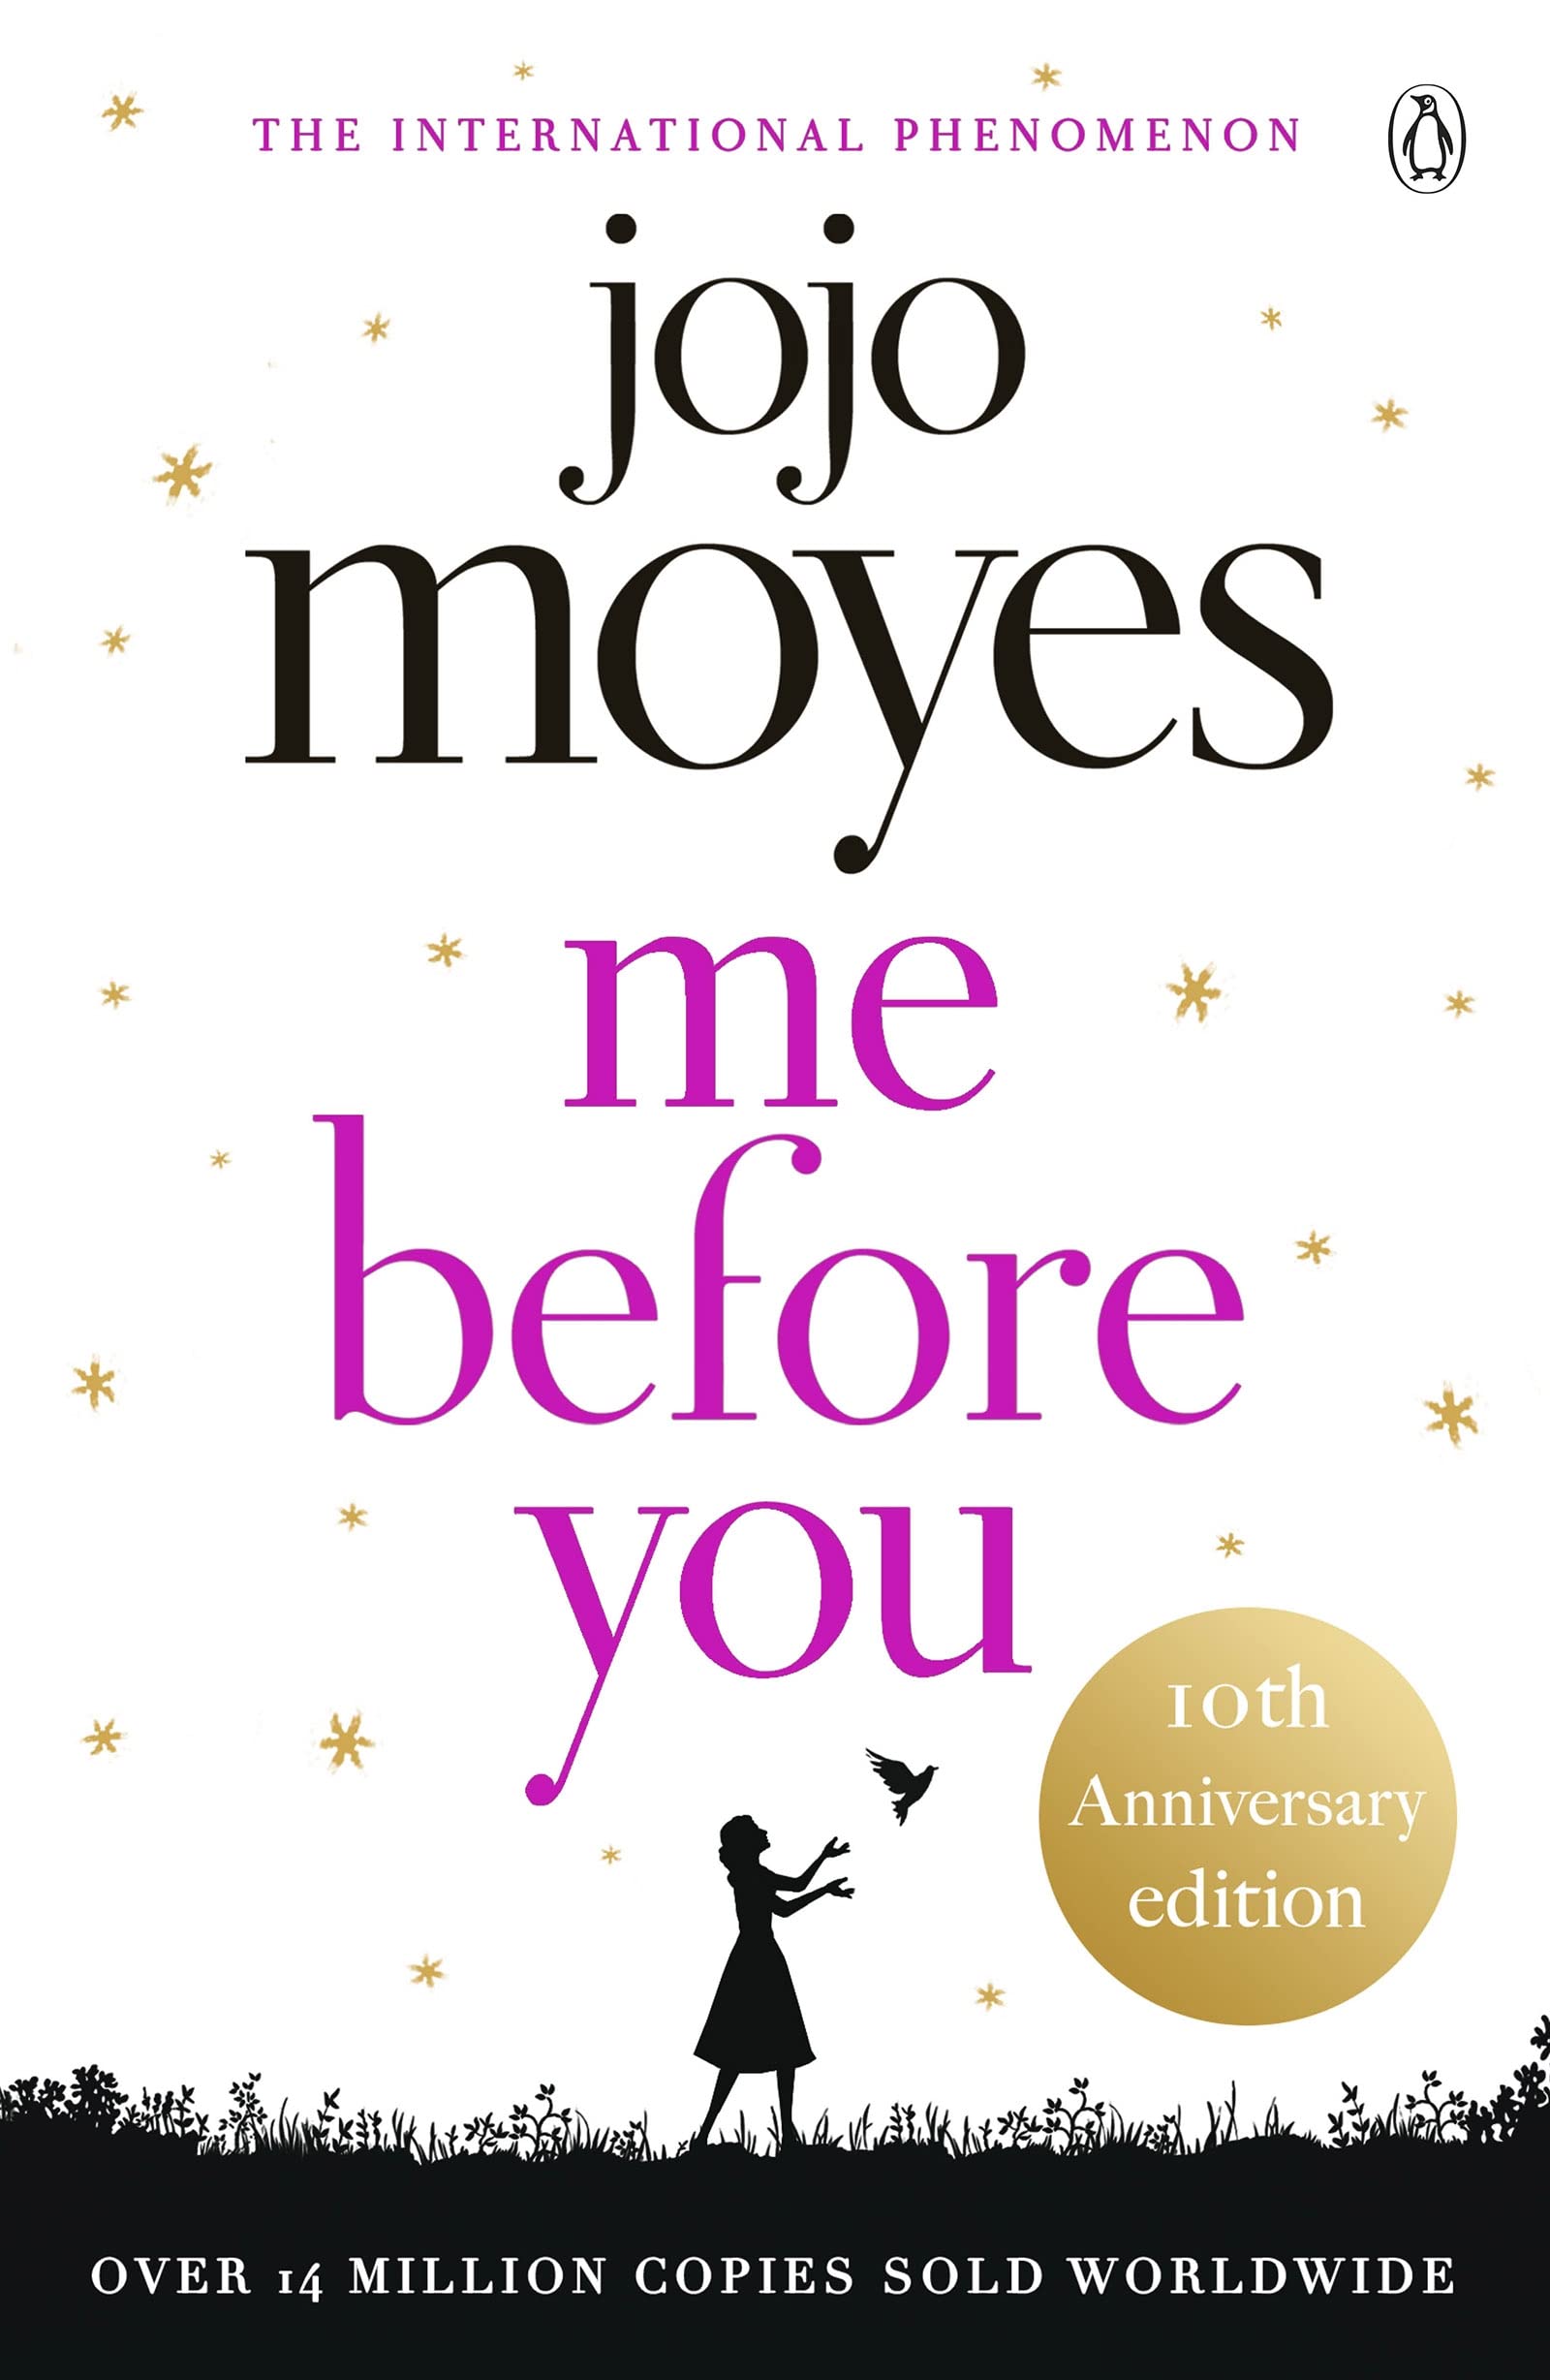 THE INTERNATIONAL PHENOMENON
jojo
moyes
me
before
you
10th
Anniversary
edition
OVER 14 MILLION COPIES SOLD WORLDWIDE